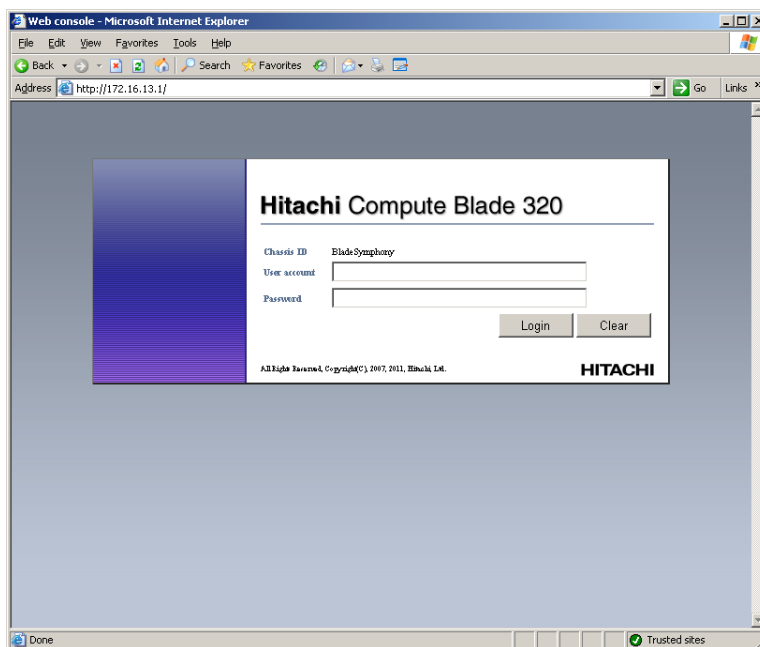 Web console - Microsoft Internet Explorer
File Edit View Favorites Tools Help
Back Search Favorites
Address http://172.16.13.1/ Go Links »
Hitachi Compute Blade 320
Chassis ID BladeSymphony
User account
Password
Login Clear
All Rights Reserved, Copyright(C), 2007, 2011, Hitachi, Ltd. HITACHI
Done Trusted sites